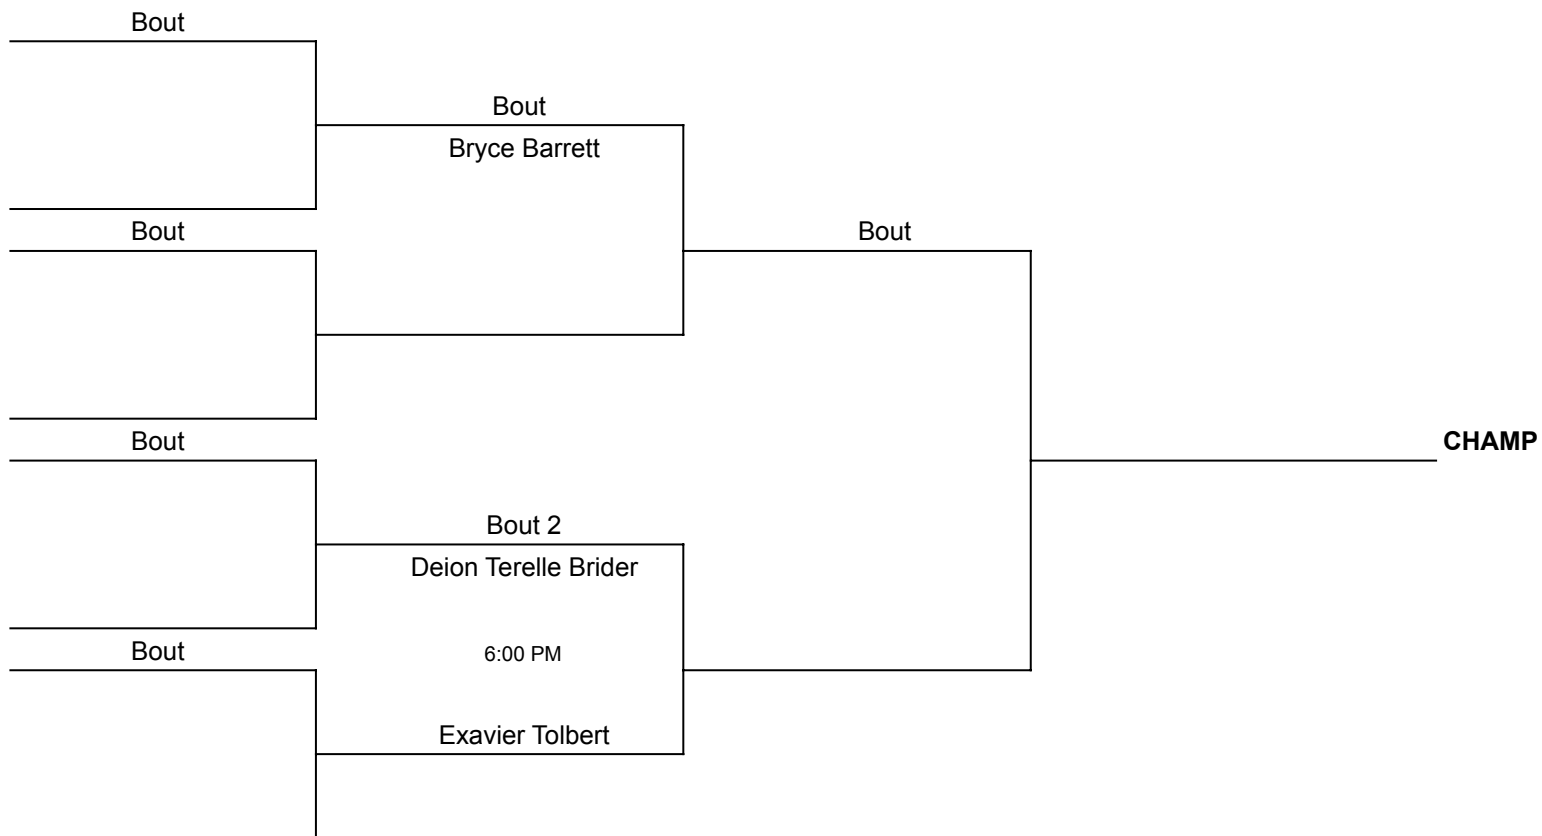 Bout
Bout
Bryce Barrett
Bout
Bout
Bout
CHAMP
Bout 2
Deion Terelle Brider
Bout
6:00 PM
Exavier Tolbert